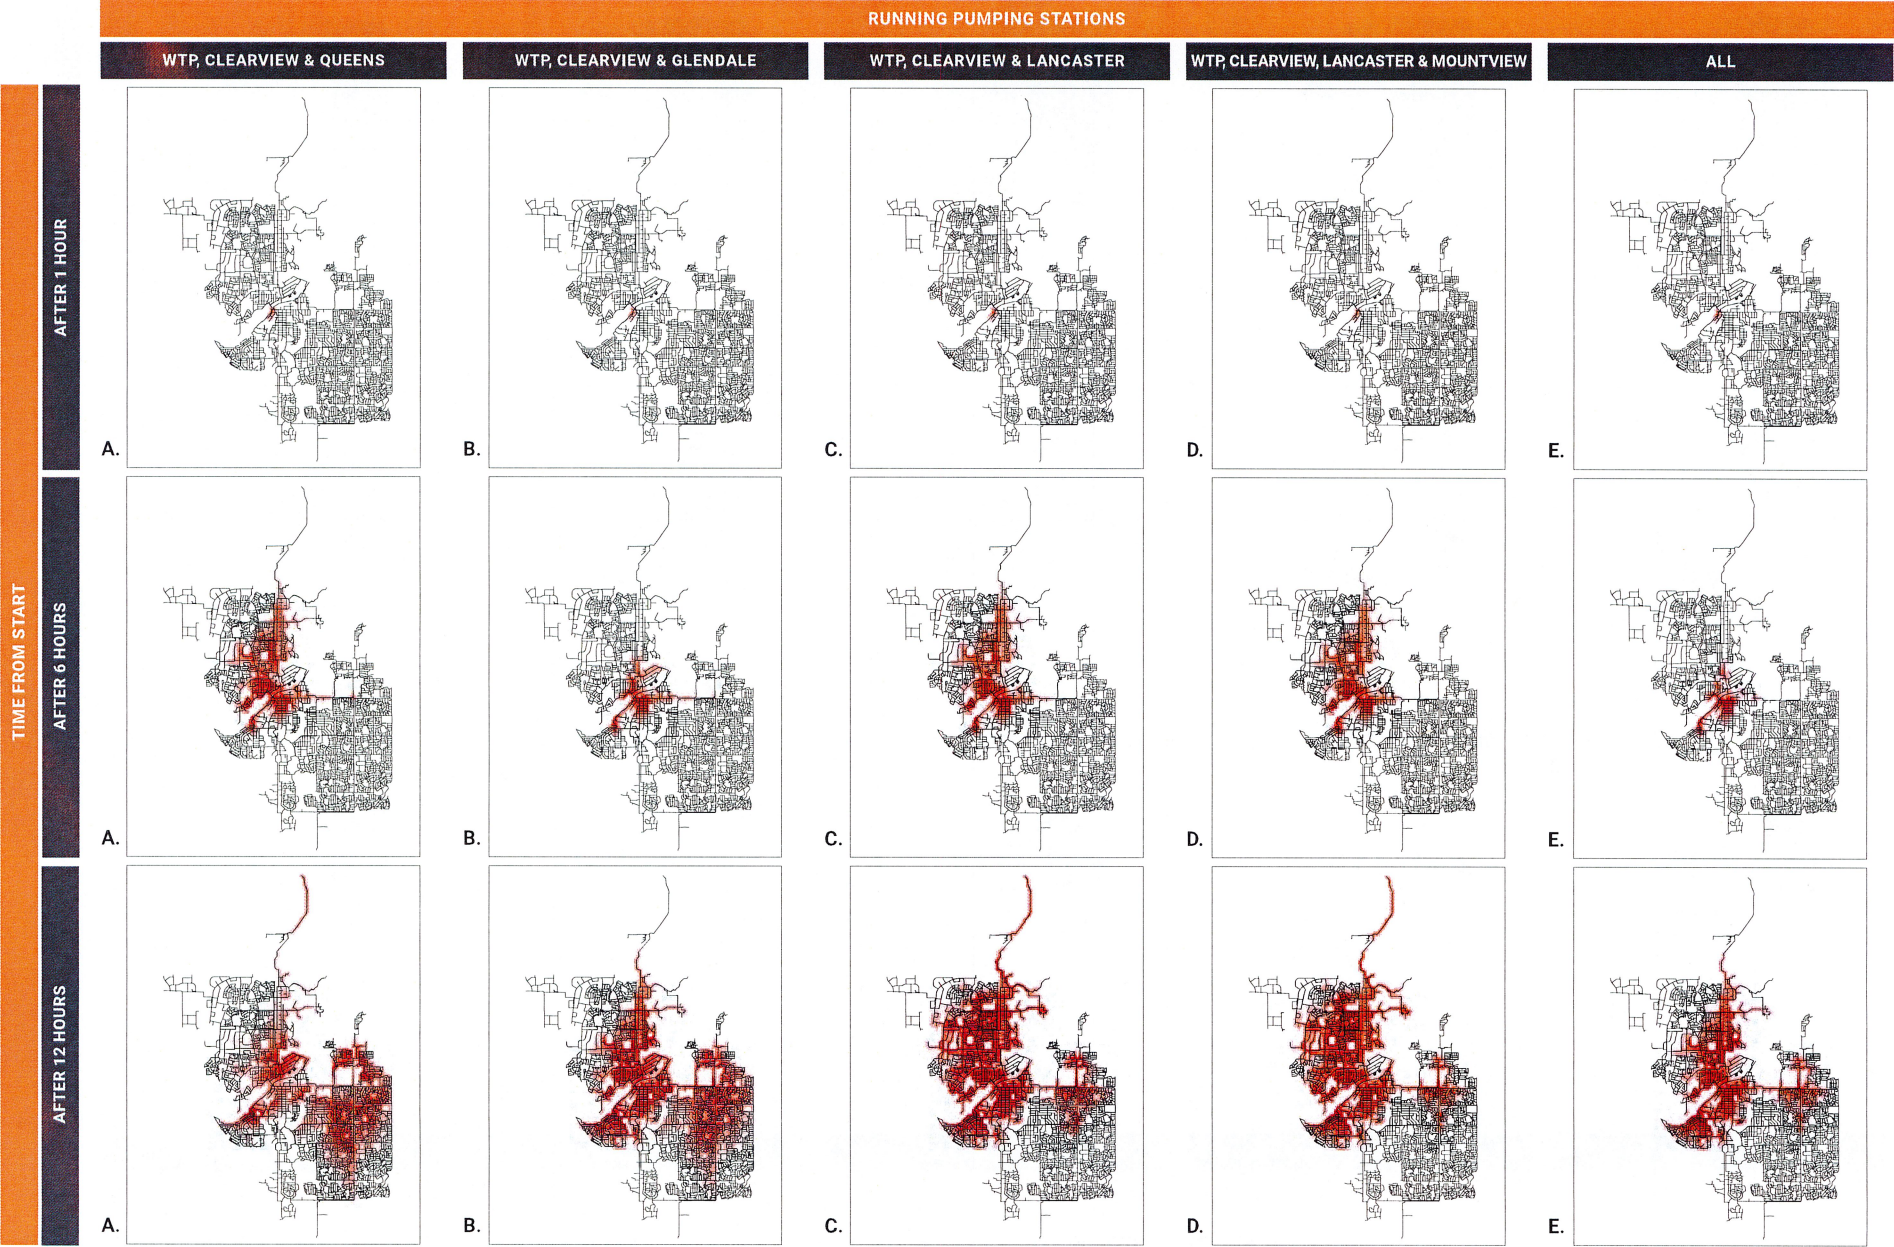 RUNNING PUMPING STATIONS
WTP, CLEARVIEW & QUEENS
WTP, CLEARVIEW & GLENDALE
WTP, CLEARVIEW & LANCASTER
WTP, CLEARVIEW, LANCASTER & MOUNTVIEW
ALL
TIME FROM START
AFTER 1 HOUR
A.
B.
C.
D.
E.
AFTER 6 HOURS
A.
B.
C.
D.
E.
AFTER 12 HOURS
A.
B.
C.
D.
E.